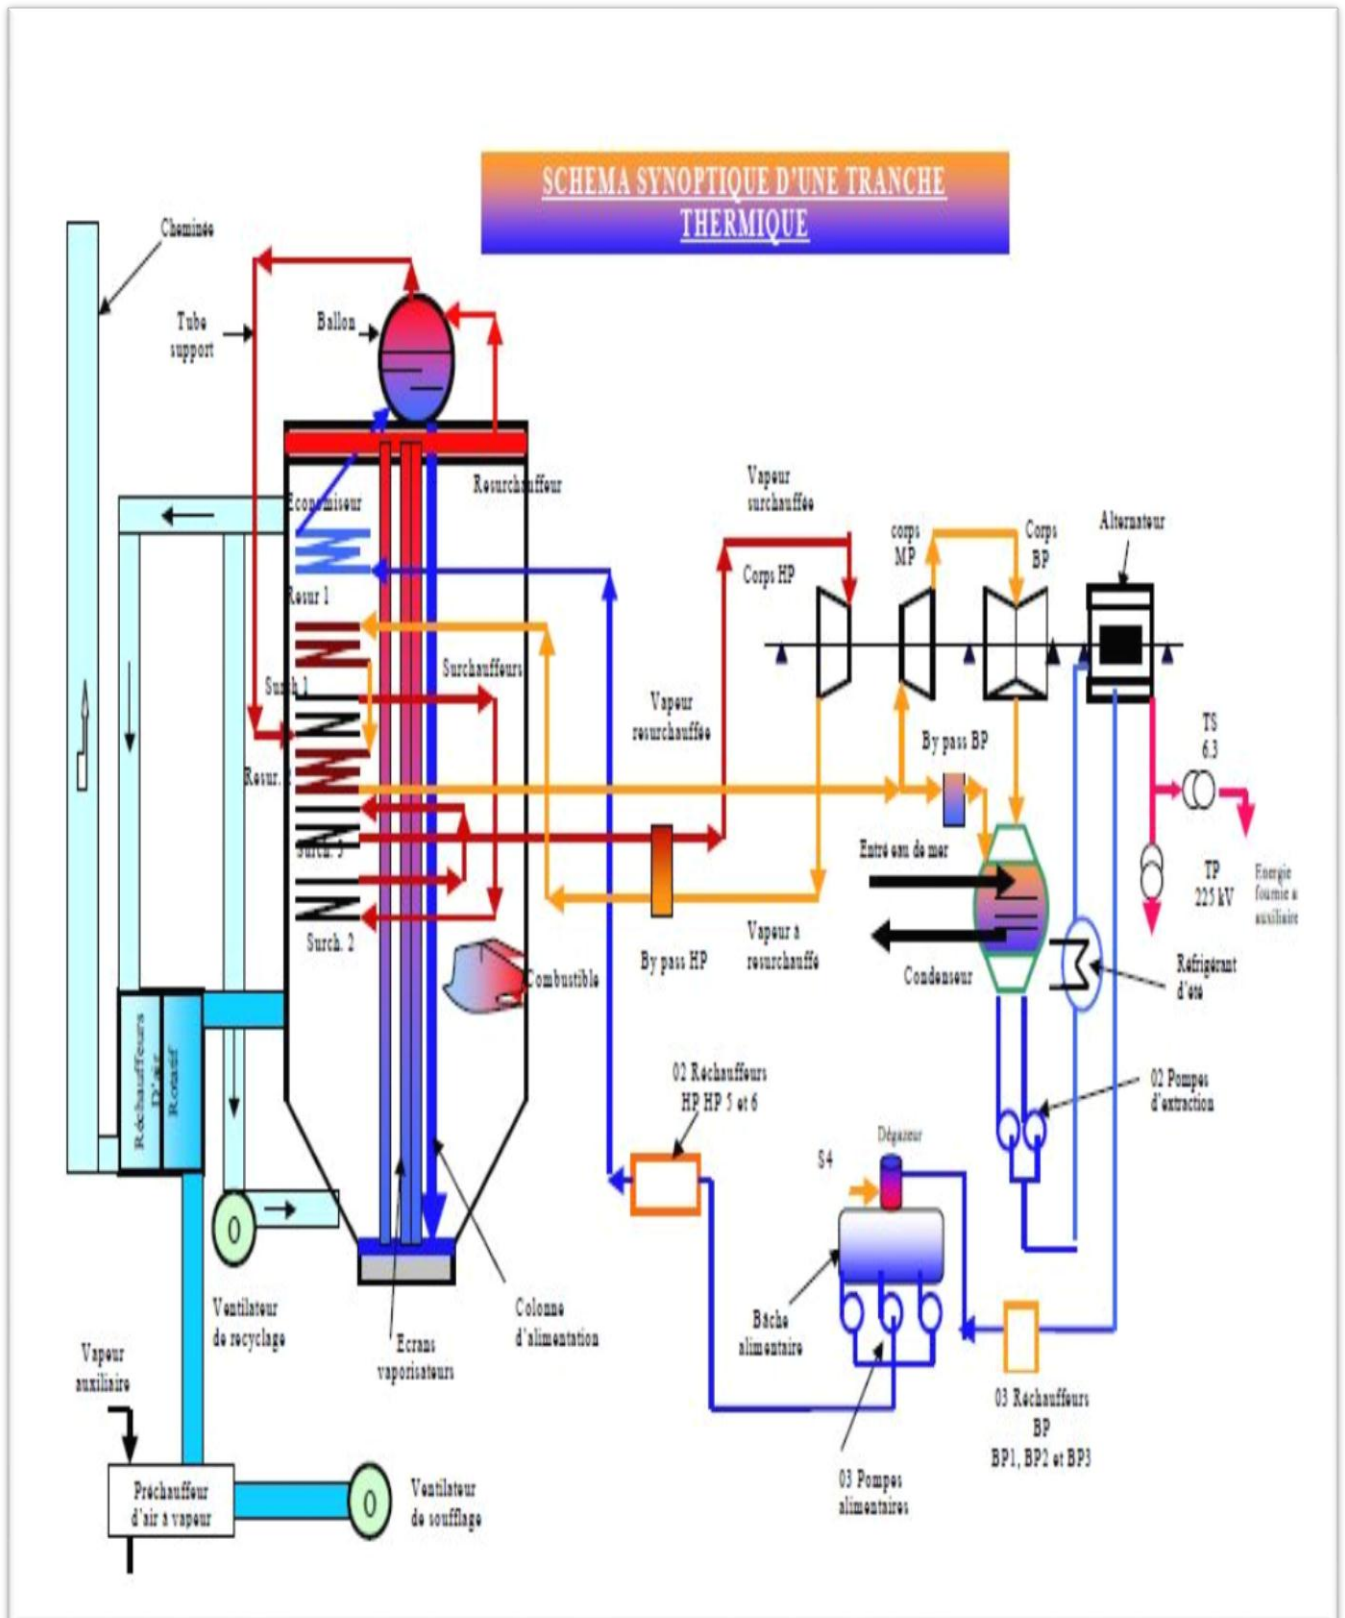 SCHEMA SYNOPTIQUE D'UNE TRANCHE
THERMIQUE
Cheminée
Tube
support
Ballon
Resurchauffeur
Economiseur
Resur 1
Surch 1
Surchauffeurs
Resur.
Surch. 3
Surch. 2
Combustible
Vapeur
surchauffée
Corps HP
corps
MP
Corps
BP
Alternateur
Vapeur
resurchauffée
By pass BP
TS
6.3
Entré eau de mer
TP
225 kV
Energie
fournie a
auxiliaire
By pass HP
Vapeur à
resurchauffe
Condenseur
Réfrigérant
d'été
Réchauffeurs
D'air
Rotatif
02 Réchauffeurs
HP HP 5 et 6
02 Pompes
d'extraction
Dégazeur
S4
Ventilateur
de recyclage
Colonne
d'alimentation
Ecrans
vaporisateurs
Bâche
alimentaire
Vapeur
auxiliaire
03 Réchauffeurs
BP
BP1, BP2 et BP3
Préchauffeur
d'air à vapeur
Ventilateur
de soufflage
03 Pompes
alimentaires